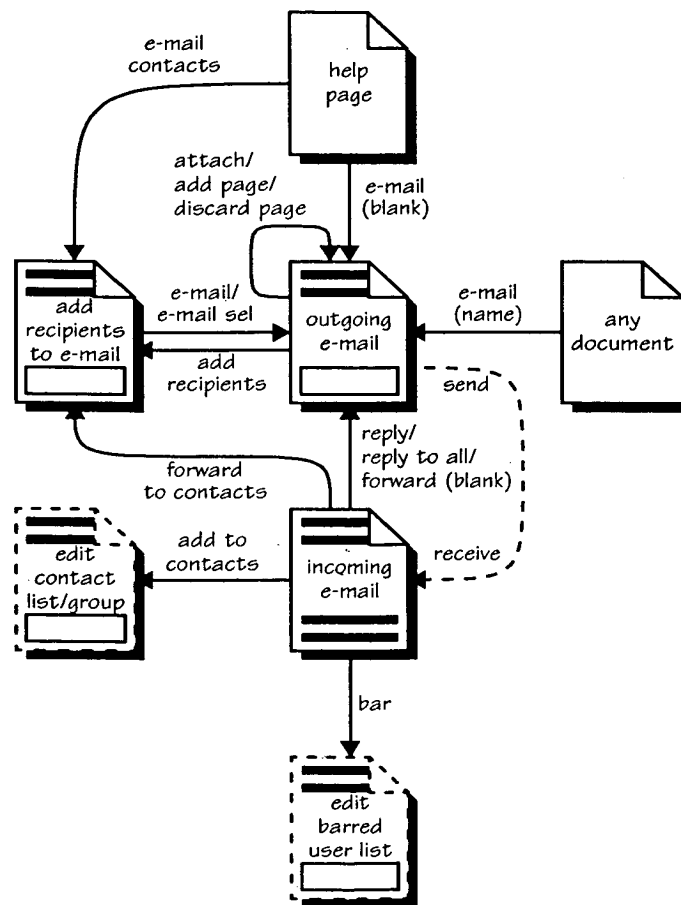 e-mail
contacts
help
page
attach/
add page/
discard page
e-mail
(blank)
add
recipients
to e-mail
e-mail/
e-mail sel
add
recipients
outgoing
e-mail
e-mail
(name)
any
document
send
forward
to contacts
reply/
reply to all/
forward (blank)
edit
contact
list/group
add to
contacts
incoming
e-mail
receive
bar
edit
barred
user list